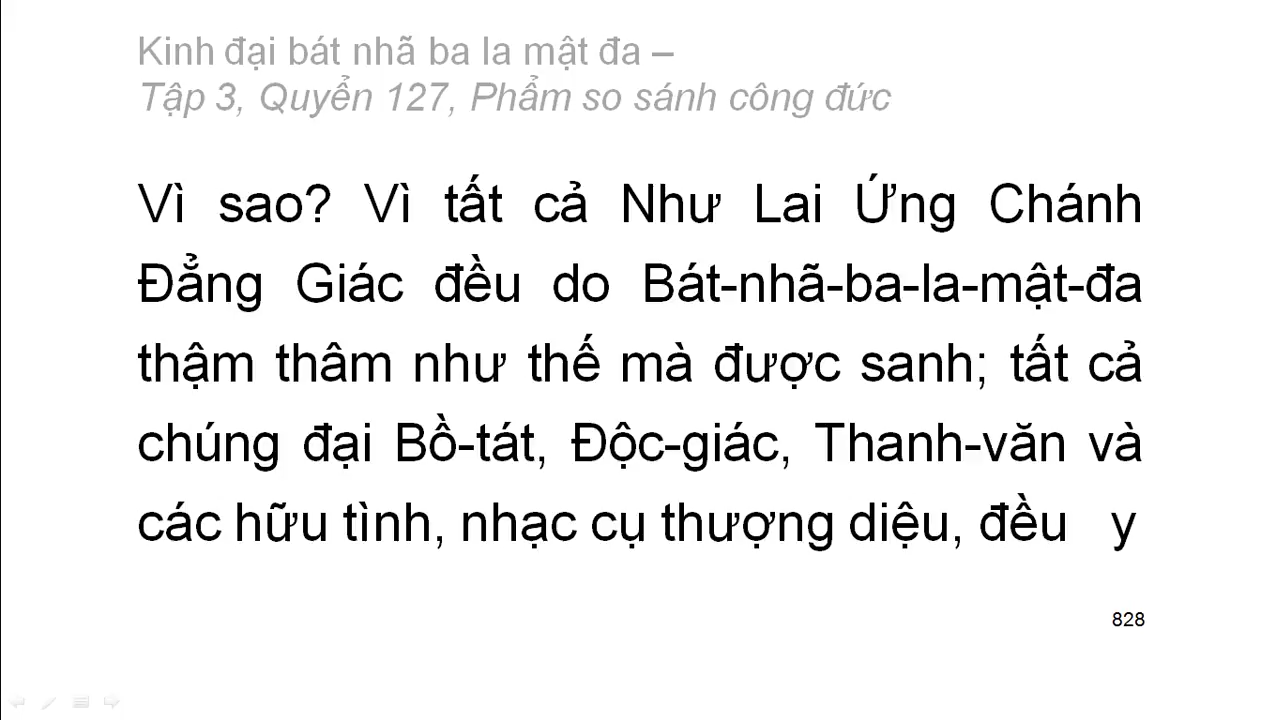 Kinh đại bát nhã ba la mật đa –
Tập 3, Quyển 127, Phẩm so sánh công đức
Vì sao? Vì tất cả Như Lai Ứng Chánh
Đẳng Giác đều do Bát-nhã-ba-la-mật-đa
thậm thâm như thế mà được sanh; tất cả
chúng đại Bồ-tát, Độc-giác, Thanh-văn và
các hữu tình, nhạc cụ thượng diệu, đều y
828